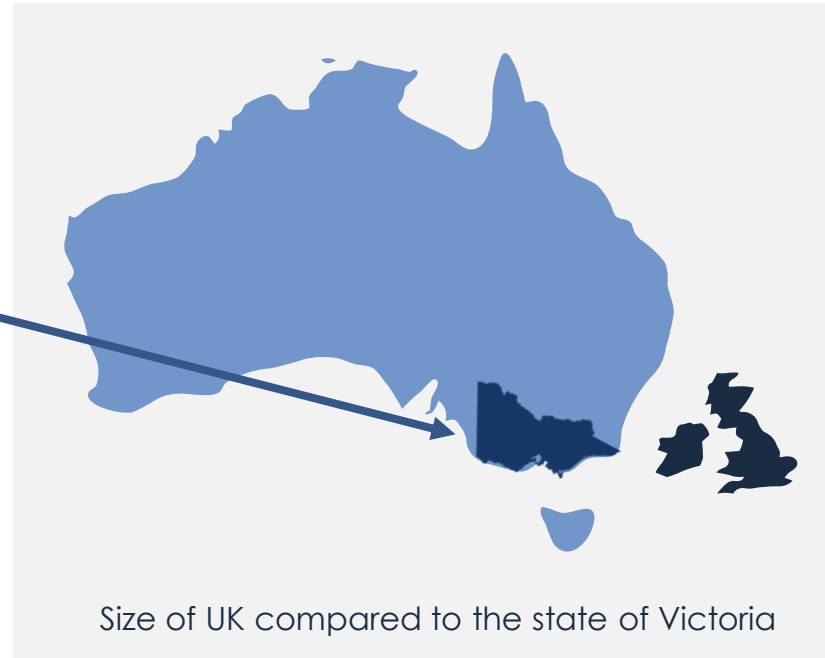 Size of UK compared to the state of Victoria